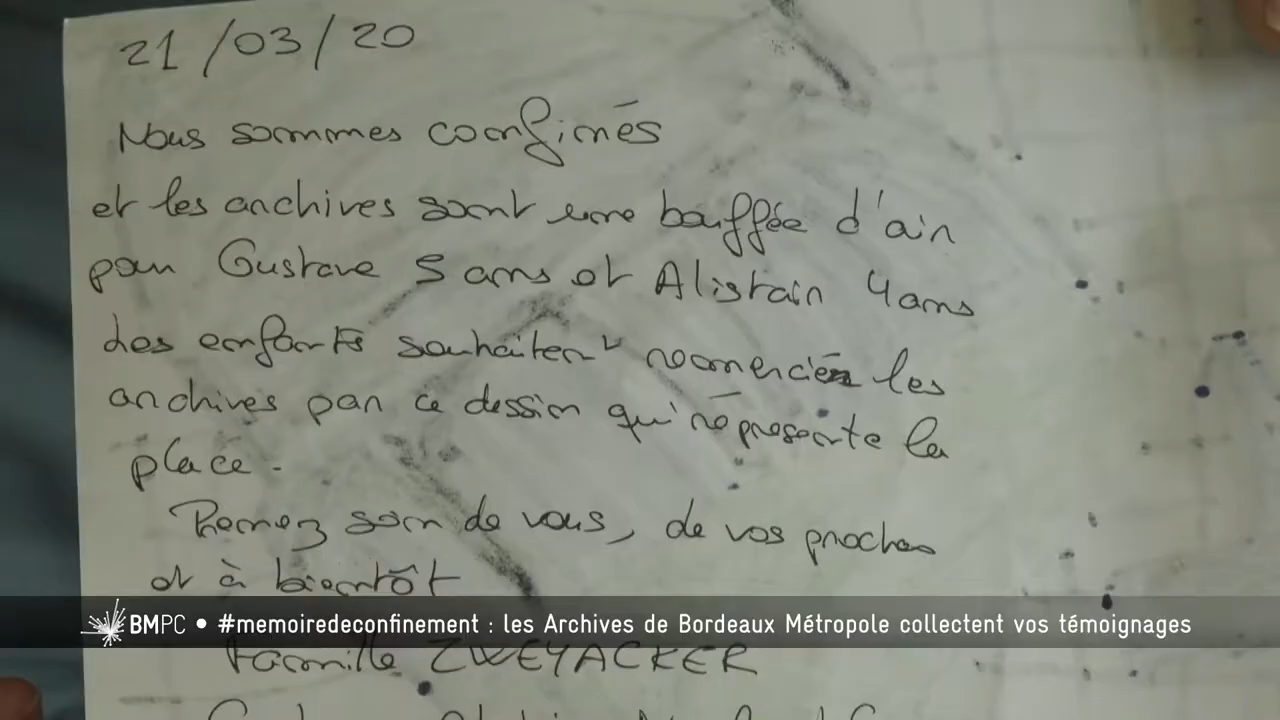 21/03/20
Nous sommes confinés
et les archives sont une bouffée d'air
pour Gustave 5 ans et Alistair 4 ans
Les enfants souhaitent remercier les
archives par ce dessin qui représente la
place.
Prenez soin de vous, de vos proches
et à bientôt
BMPC • #memoiredeconfinement : les Archives de Bordeaux Métropole collectent vos témoignages
Famille ZWEYACKER